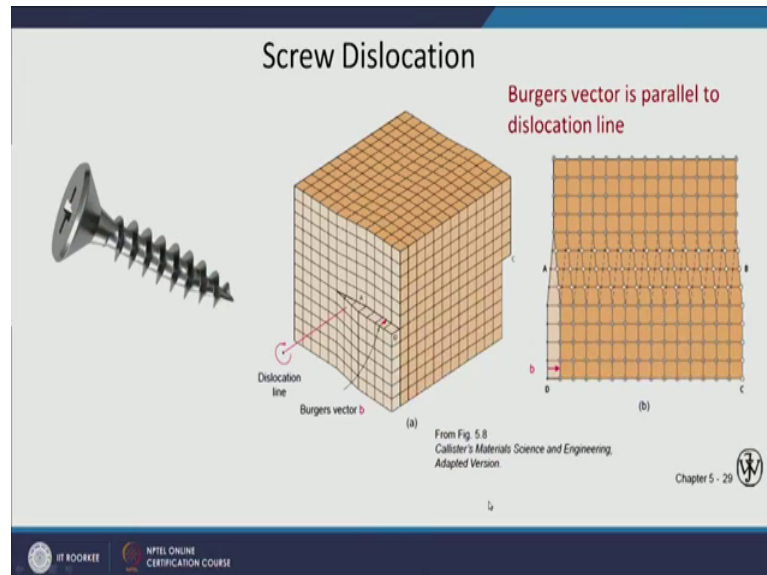 Screw Dislocation
Burgers vector is parallel to
dislocation line
A
D
C
Dislocation
line
Burgers vector b
(a)
A
B
b
D
C
(b)
From Fig. 5.8
Callister's Materials Science and Engineering,
Adapted Version.
Chapter 5 - 29
IIT ROORKEE
NPTEL ONLINE
CERTIFICATION COURSE